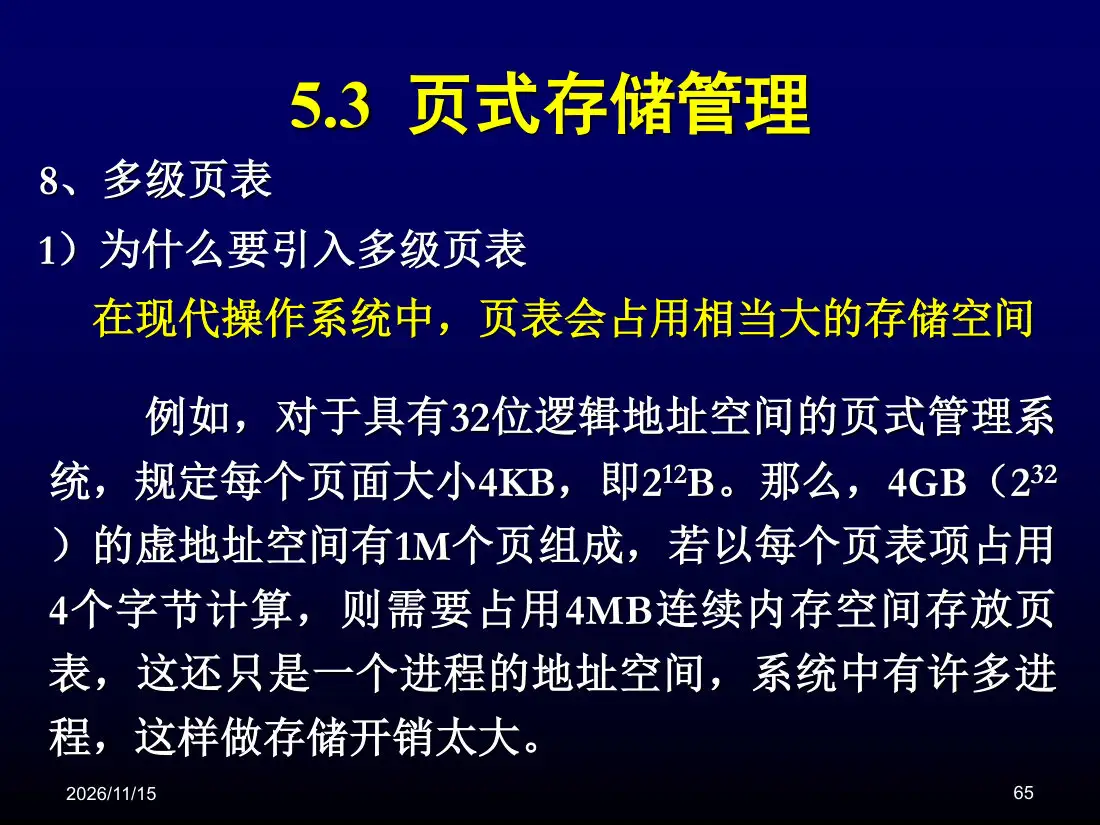 5.3 页式存储管理
8、多级页表
1）为什么要引入多级页表
在现代操作系统中，页表会占用相当大的存储空间
例如，对于具有32位逻辑地址空间的页式管理系
统，规定每个页面大小4KB，即2¹²B。那么，4GB（2³²
）的虚地址空间有1M个页组成，若以每个页表项占用
4个字节计算，则需要占用4MB连续内存空间存放页
表，这还只是一个进程的地址空间，系统中有许多进
程，这样做存储开销太大。
2026/11/15
65